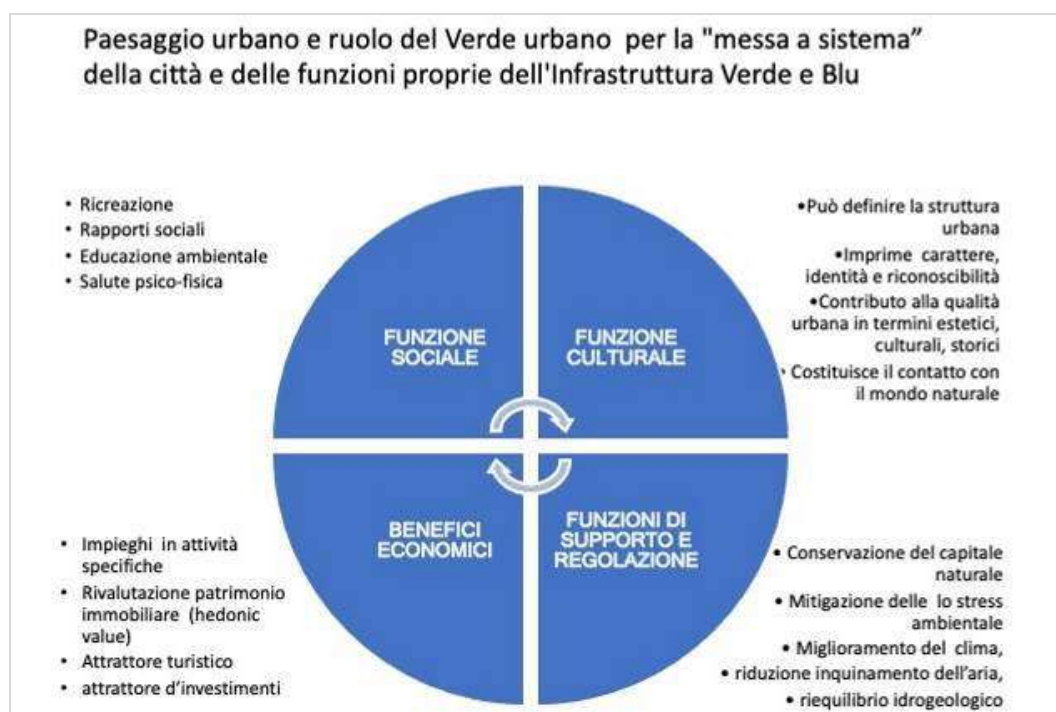 Paesaggio urbano e ruolo del Verde urbano per la "messa a sistema”
della città e delle funzioni proprie dell'Infrastruttura Verde e Blu
• Ricreazione
• Rapporti sociali
• Educazione ambientale
• Salute psico-fisica
FUNZIONE
SOCIALE
FUNZIONE
CULTURALE
•Può definire la struttura
urbana
•Imprime carattere,
identità e riconoscibilità
•Contributo alla qualità
urbana in termini estetici,
culturali, storici
• Costituisce il contatto con
il mondo naturale
BENEFICI
ECONOMICI
FUNZIONI DI
SUPPORTO E
REGOLAZIONE
• Impieghi in attività
specifiche
• Rivalutazione patrimonio
immobiliare (hedonic
value)
• Attrattore turistico
• attrattore d’investimenti
• Conservazione del capitale
naturale
• Mitigazione delle lo stress
ambientale
• Miglioramento del clima,
• riduzione inquinamento dell’aria,
• riequilibrio idrogeologico